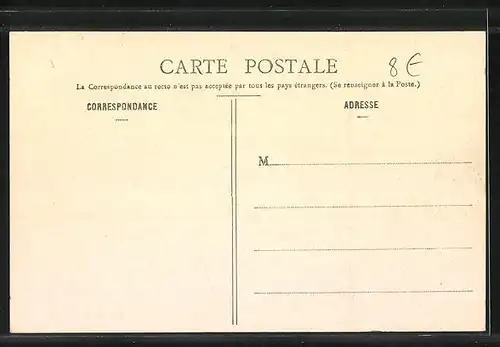 CARTE POSTALE 8€
La Correspondance au recto n'est pas acceptée par tous les pays étrangers. (Se renseigner à la Poste.)
CORRESPONDANCE ADRESSE
M